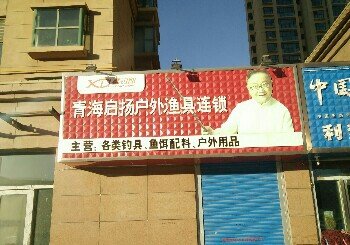 青海启扬户外渔具连锁
主营：各类钓具、鱼饵配料、户外用品
中国
利